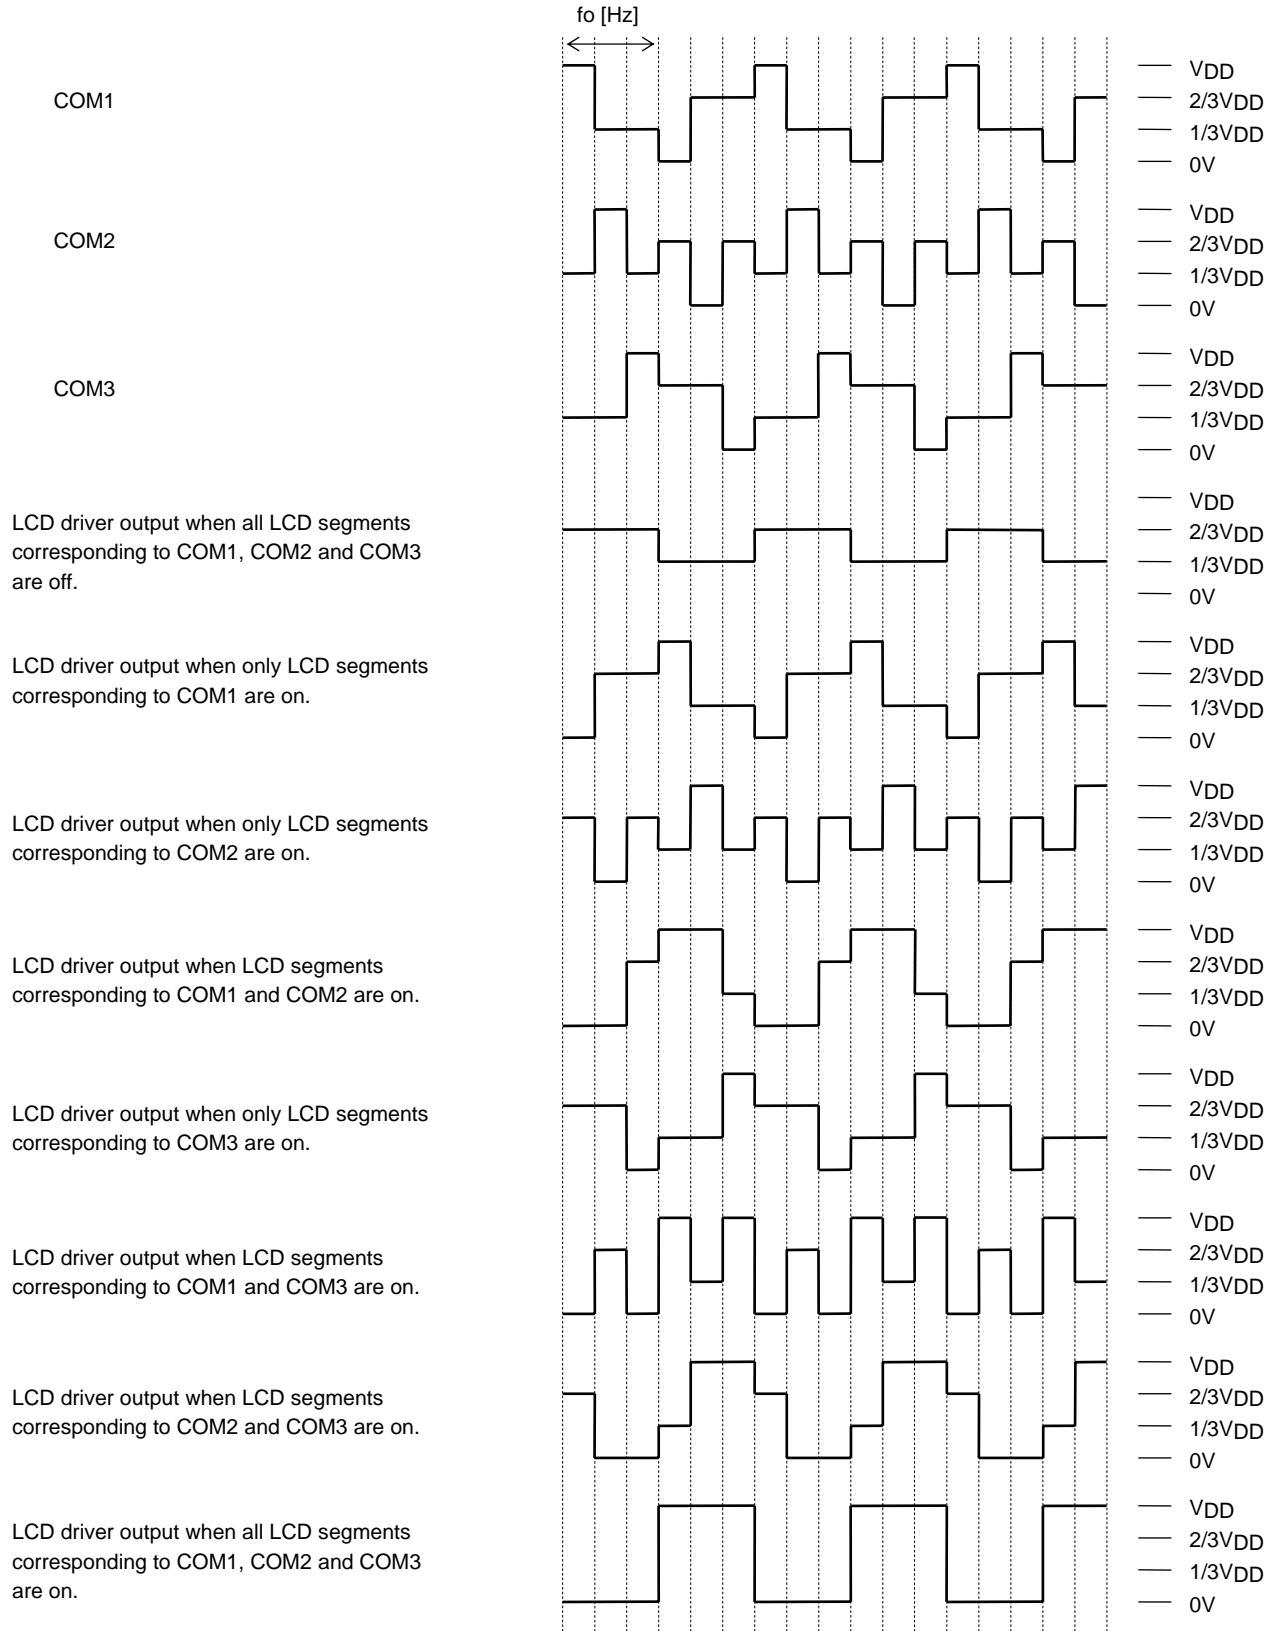 fo [Hz]
COM1
VDD
2/3VDD
1/3VDD
0V
COM2
VDD
2/3VDD
1/3VDD
0V
COM3
VDD
2/3VDD
1/3VDD
0V
LCD driver output when all LCD segments
corresponding to COM1, COM2 and COM3
are off.
VDD
2/3VDD
1/3VDD
0V
LCD driver output when only LCD segments
corresponding to COM1 are on.
VDD
2/3VDD
1/3VDD
0V
LCD driver output when only LCD segments
corresponding to COM2 are on.
VDD
2/3VDD
1/3VDD
0V
LCD driver output when LCD segments
corresponding to COM1 and COM2 are on.
VDD
2/3VDD
1/3VDD
0V
LCD driver output when only LCD segments
corresponding to COM3 are on.
VDD
2/3VDD
1/3VDD
0V
LCD driver output when LCD segments
corresponding to COM1 and COM3 are on.
VDD
2/3VDD
1/3VDD
0V
LCD driver output when LCD segments
corresponding to COM2 and COM3 are on.
VDD
2/3VDD
1/3VDD
0V
LCD driver output when all LCD segments
corresponding to COM1, COM2 and COM3
are on.
VDD
2/3VDD
1/3VDD
0V